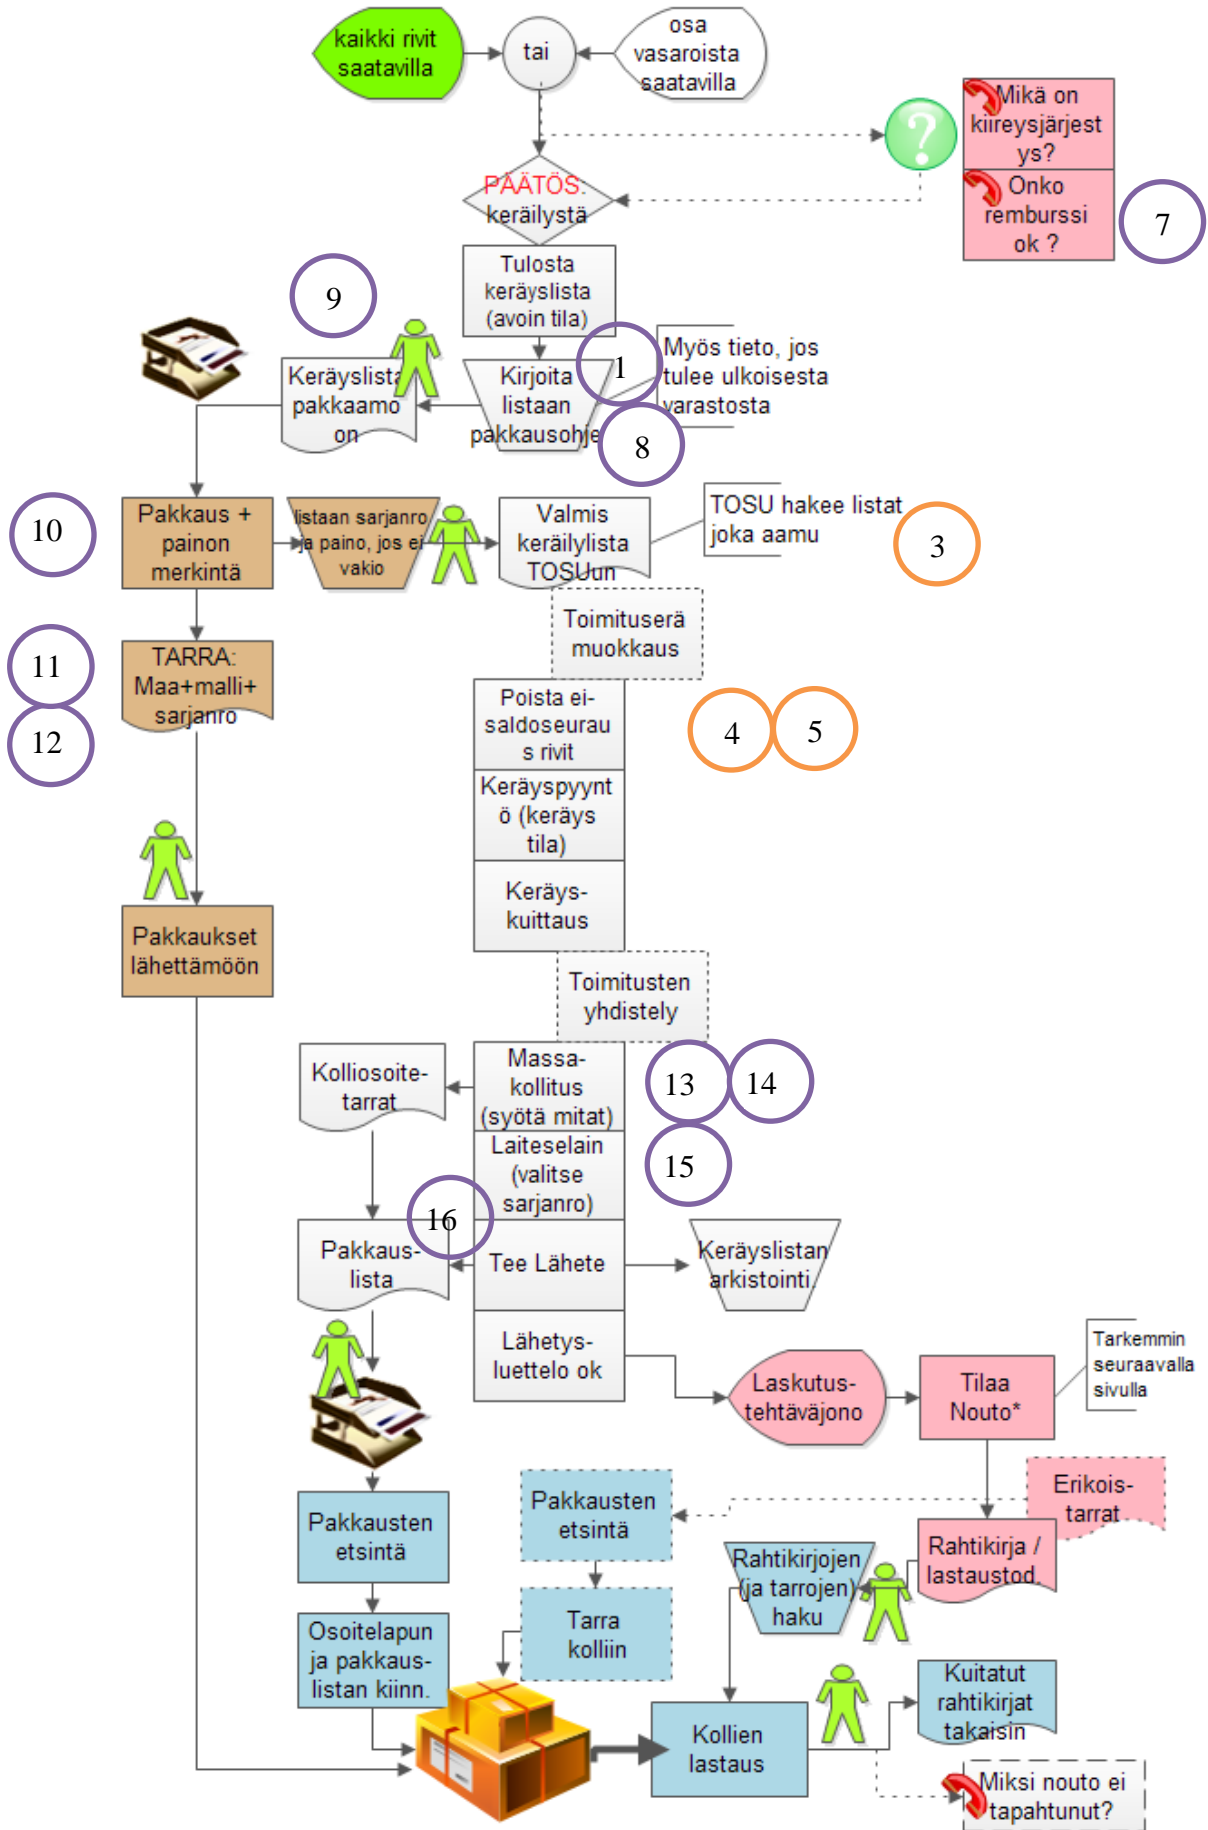 kaikki rivit
saatavilla
tai
osa
vasaroista
saatavilla
?
Mikä on
kiireysjärjest
ys?
Onko
remburssi
ok ?
7
PÄÄTÖS:
keräilystä
Tulosta
keräyslista
(avoin tila)
9
1
Myös tieto, jos
tulee ulkoisesta
varastosta
Kirjoita
listaan
pakkausohje
8
Keräyslista
pakkaamo
on
10
Pakkaus +
painon
merkintä
listaan sarjanro
ja paino, jos ei
vakio
Valmis
keräilylista
TOSUun
TOSU hakee listat
joka aamu
3
Toimituserä
muokkaus
11
12
TARRA:
Maa+malli+
sarjanro
Poista ei-
saldoseurau
s rivit
4
5
Keräyspyynt
ö (keräys
tila)
Keräys-
kuittaus
Pakkaukset
lähettämöön
Toimitusten
yhdistely
Kolliosoite-
tarrat
Massa-
kollitus
(syötä mitat)
13
14
Laiteselain
(valitse
sarjanro)
15
16
Pakkaus-
lista
Tee Lähete
Keräyslistan
arkistointi.
Lähetys-
luettelo ok
Laskutus-
tehtäväjono
Tilaa
Nouto*
Tarkemmin
seuraavalla
sivulla
Erikois-
tarrat
Pakkausten
etsintä
Pakkausten
etsintä
Rahtikirjojen
(ja tarrojen)
haku
Rahtikirja /
lastaustod.
Osoitelapun
ja pakkaus-
listan kiinn.
Tarra
kolliin
Kollien
lastaus
Kuitatut
rahtikirjat
takaisin
Miksi nouto ei
tapahtunut?